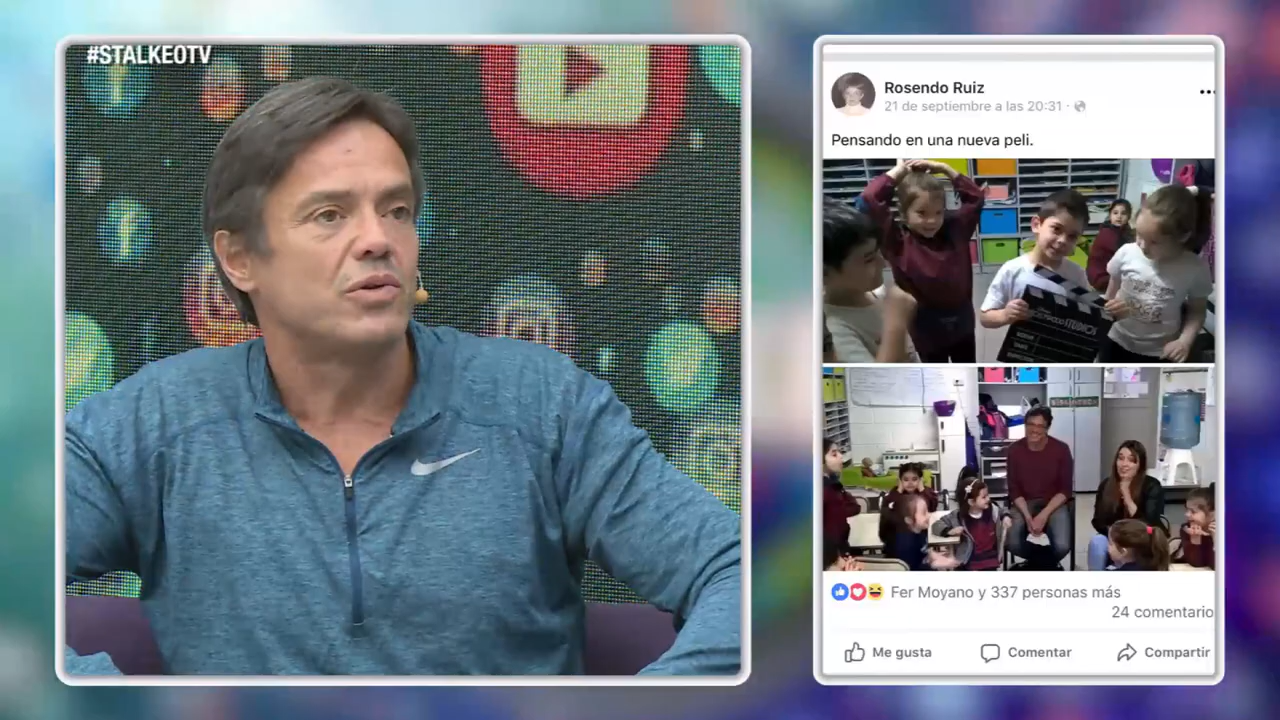 #STALKEOTV
Rosendo Ruiz
21 de septiembre a las 20:31
Pensando en una nueva peli.
STUDIOS
Fer Moyano y 337 personas más
24 comentario
Me gusta
Comentar
Compartir